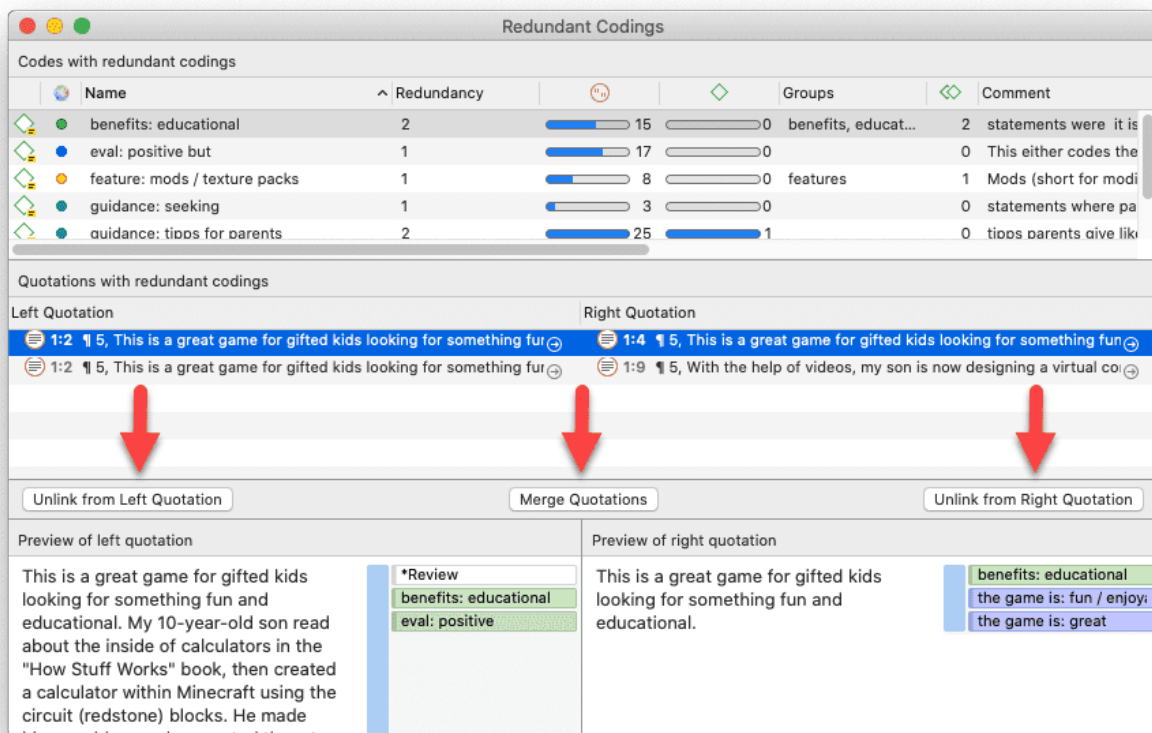 Redundant Codings
Codes with redundant codings
Name Redundancy Groups Comment
benefits: educational 2 15 0 benefits, educat... 2 statements were it is
eval: positive but 1 17 0 0 This either codes the
feature: mods / texture packs 1 8 0 features 1 Mods (short for modi
guidance: seeking 1 3 0 0 statements where pa
guidance: tipps for parents 2 25 1 0 tipps parents give lik
Quotations with redundant codings
Left Quotation Right Quotation
1:2 ¶ 5, This is a great game for gifted kids looking for something fur 1:4 ¶ 5, This is a great game for gifted kids looking for something fun
1:2 ¶ 5, This is a great game for gifted kids looking for something fur 1:9 ¶ 5, With the help of videos, my son is now designing a virtual co
Unlink from Left Quotation Merge Quotations Unlink from Right Quotation
Preview of left quotation Preview of right quotation
This is a great game for gifted kids
looking for something fun and
educational. My 10-year-old son read
about the inside of calculators in the
"How Stuff Works" book, then created
a calculator within Minecraft using the
circuit (redstone) blocks. He made
*Review
benefits: educational
eval: positive
This is a great game for gifted kids
looking for something fun and
educational.
benefits: educational
the game is: fun / enjoya
the game is: great